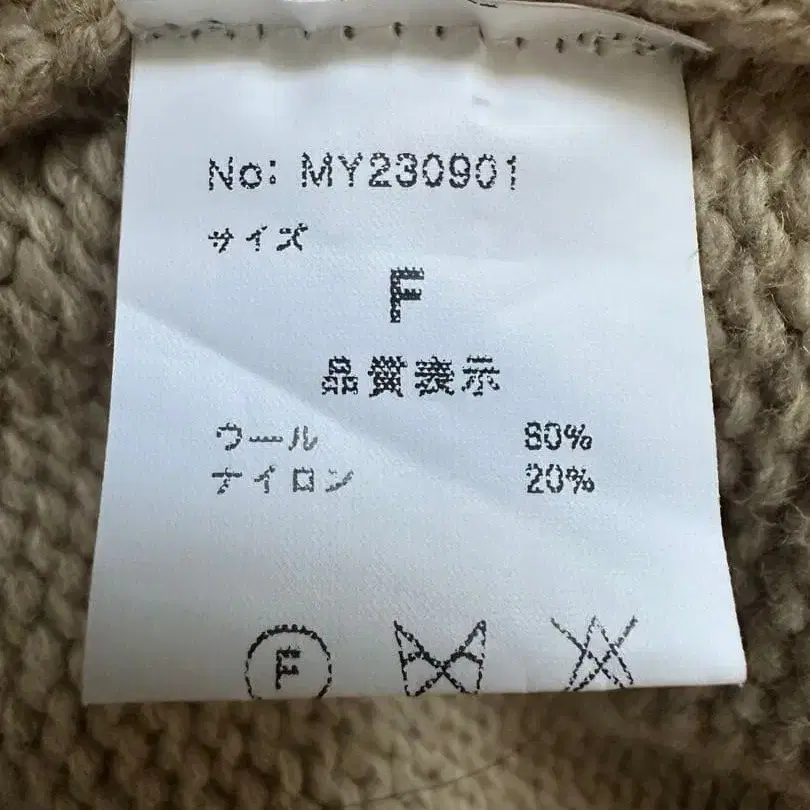 No: MY230901
サイズ
F
品質表示
ウール 80%
ナイロン 20%
F